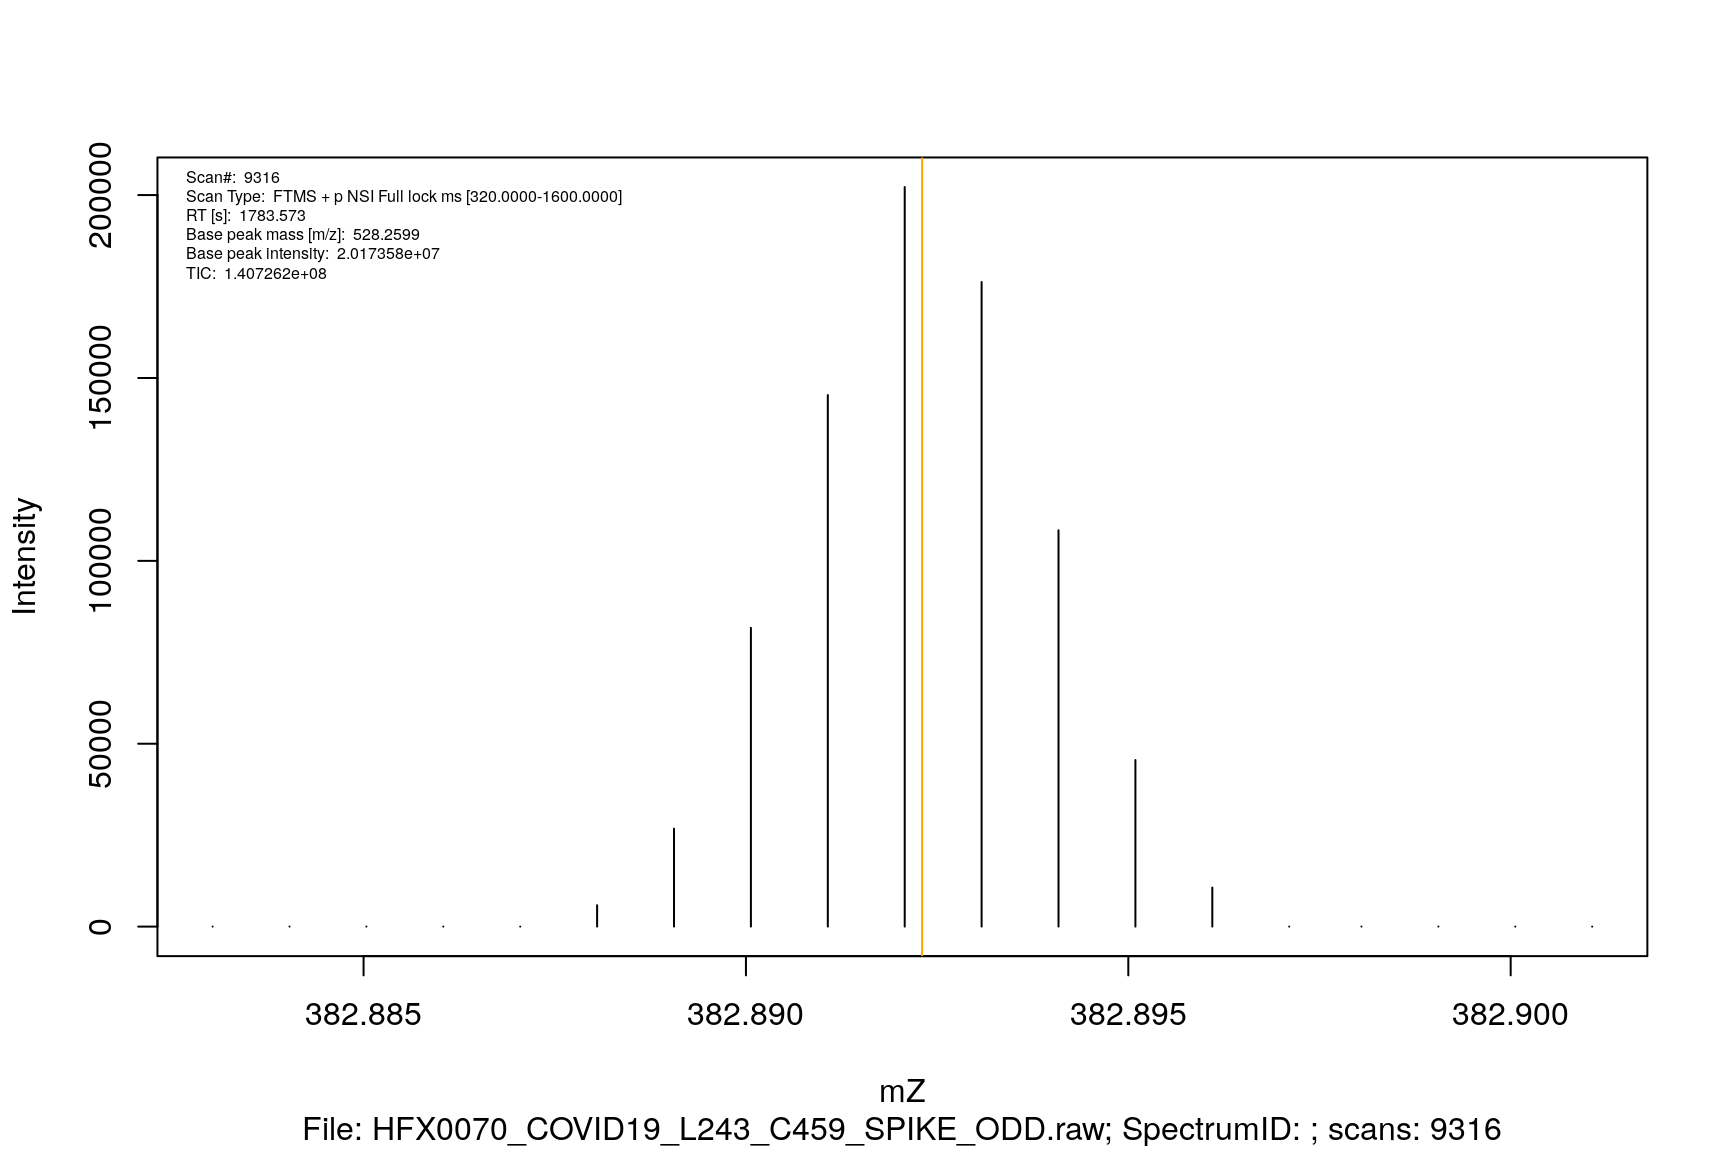 Scan#: 9316
Scan Type: FTMS + p NSI Full lock ms [320.0000-1600.0000]
RT [s]: 1783.573
Base peak mass [m/z]: 528.2599
Base peak intensity: 2.017358e+07
TIC: 1.407262e+08
200000
150000
100000
50000
0
Intensity
382.885 382.890 382.895 382.900
mZ
File: HFX0070_COVID19_L243_C459_SPIKE_ODD.raw; SpectrumID: ; scans: 9316